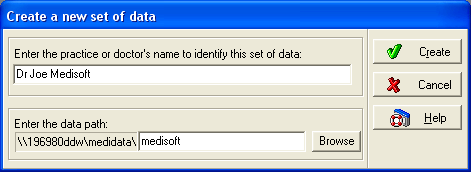 Create a new set of data
Enter the practice or doctor's name to identify this set of data:
Dr Joe Medisoft
Create
Cancel
Help
Enter the data path:
\\196980ddw\medidata\ medisoft Browse